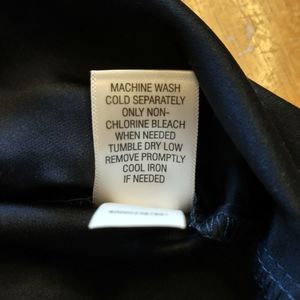 MACHINE WASH
COLD SEPARATELY
ONLY NON-
CHLORINE BLEACH
WHEN NEEDED
TUMBLE DRY LOW
REMOVE PROMPTLY
COOL IRON
IF NEEDED